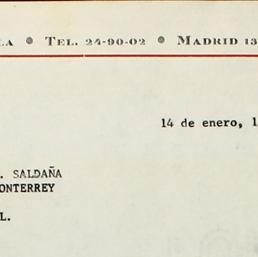 LA • TEL. 24-90-02 • MADRID 13
14 de enero, 1
. SALDAÑA
ONTERREY
L.